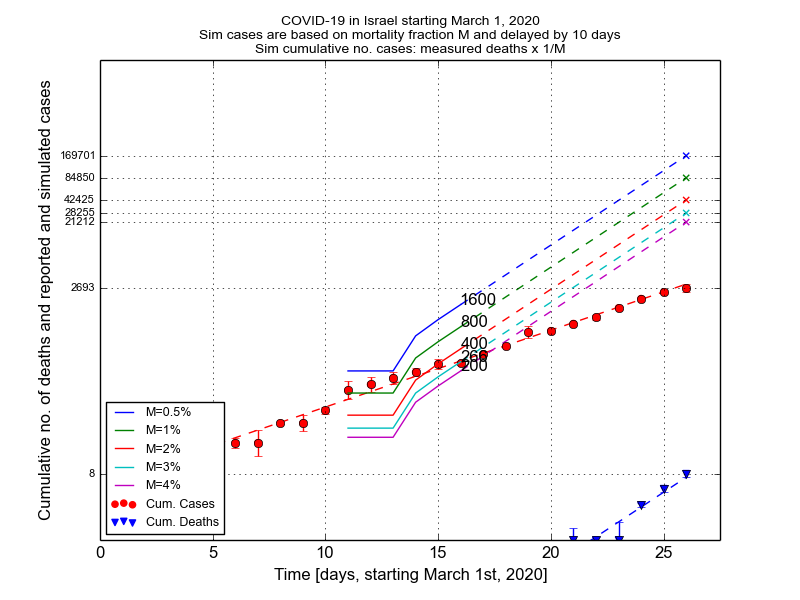 COVID-19 in Israel starting March 1, 2020
Sim cases are based on mortality fraction M and delayed by 10 days
Sim cumulative no. cases: measured deaths x 1/M
Cumulative no. of deaths and reported and simulated cases
169701
84850
42425
28255
21212
2693
8
1600
800
400
266
200
M=0.5%
M=1%
M=2%
M=3%
M=4%
Cum. Cases
Cum. Deaths
0 5 10 15 20 25
Time [days, starting March 1st, 2020]